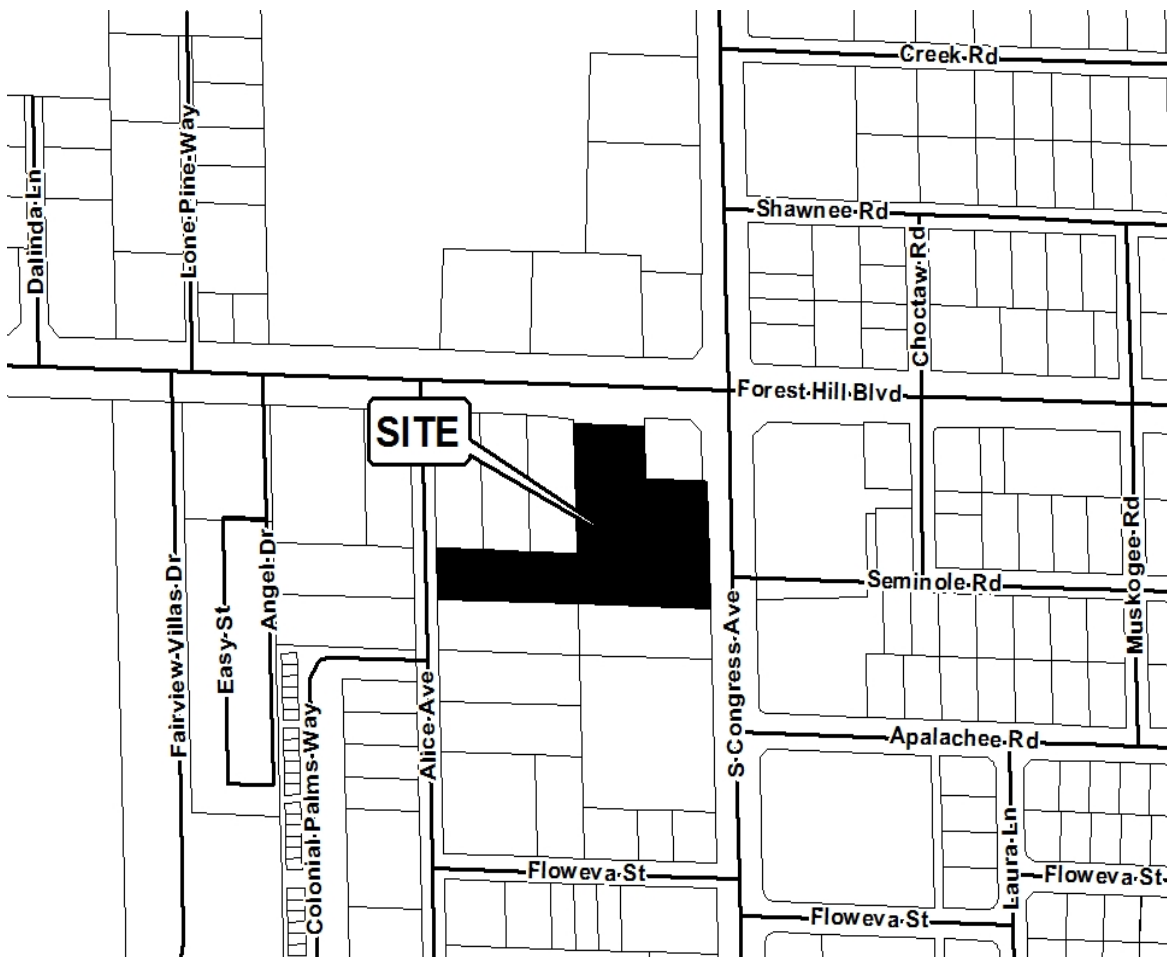 Creek Rd
Lone Pine Way
Dalinda Ln
Shawnee Rd
Choctaw Rd
Forest Hill Blvd
SITE
Muskogee Rd
Seminole Rd
Fairview Villas Dr
Easy St
Angel Dr
S Congress Ave
Alice Ave
Colonial Palms Way
Apalachee Rd
Laura Ln
Floweva St
Floweva St
Floweva St